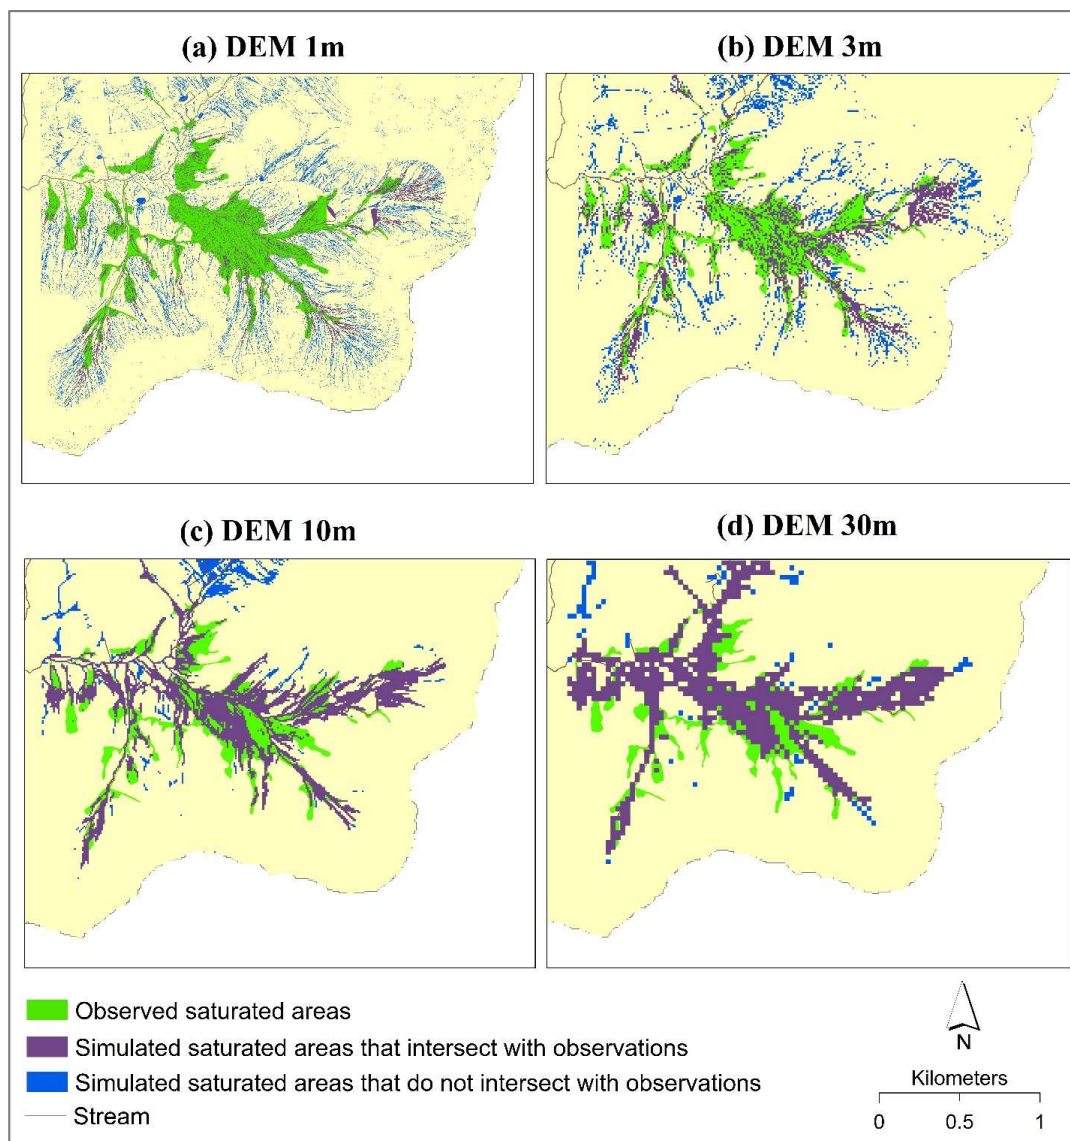 (a) DEM 1m
(b) DEM 3m
(c) DEM 10m
(d) DEM 30m
Observed saturated areas
Simulated saturated areas that intersect with observations
Simulated saturated areas that do not intersect with observations
Stream
N
Kilometers
0 0.5 1